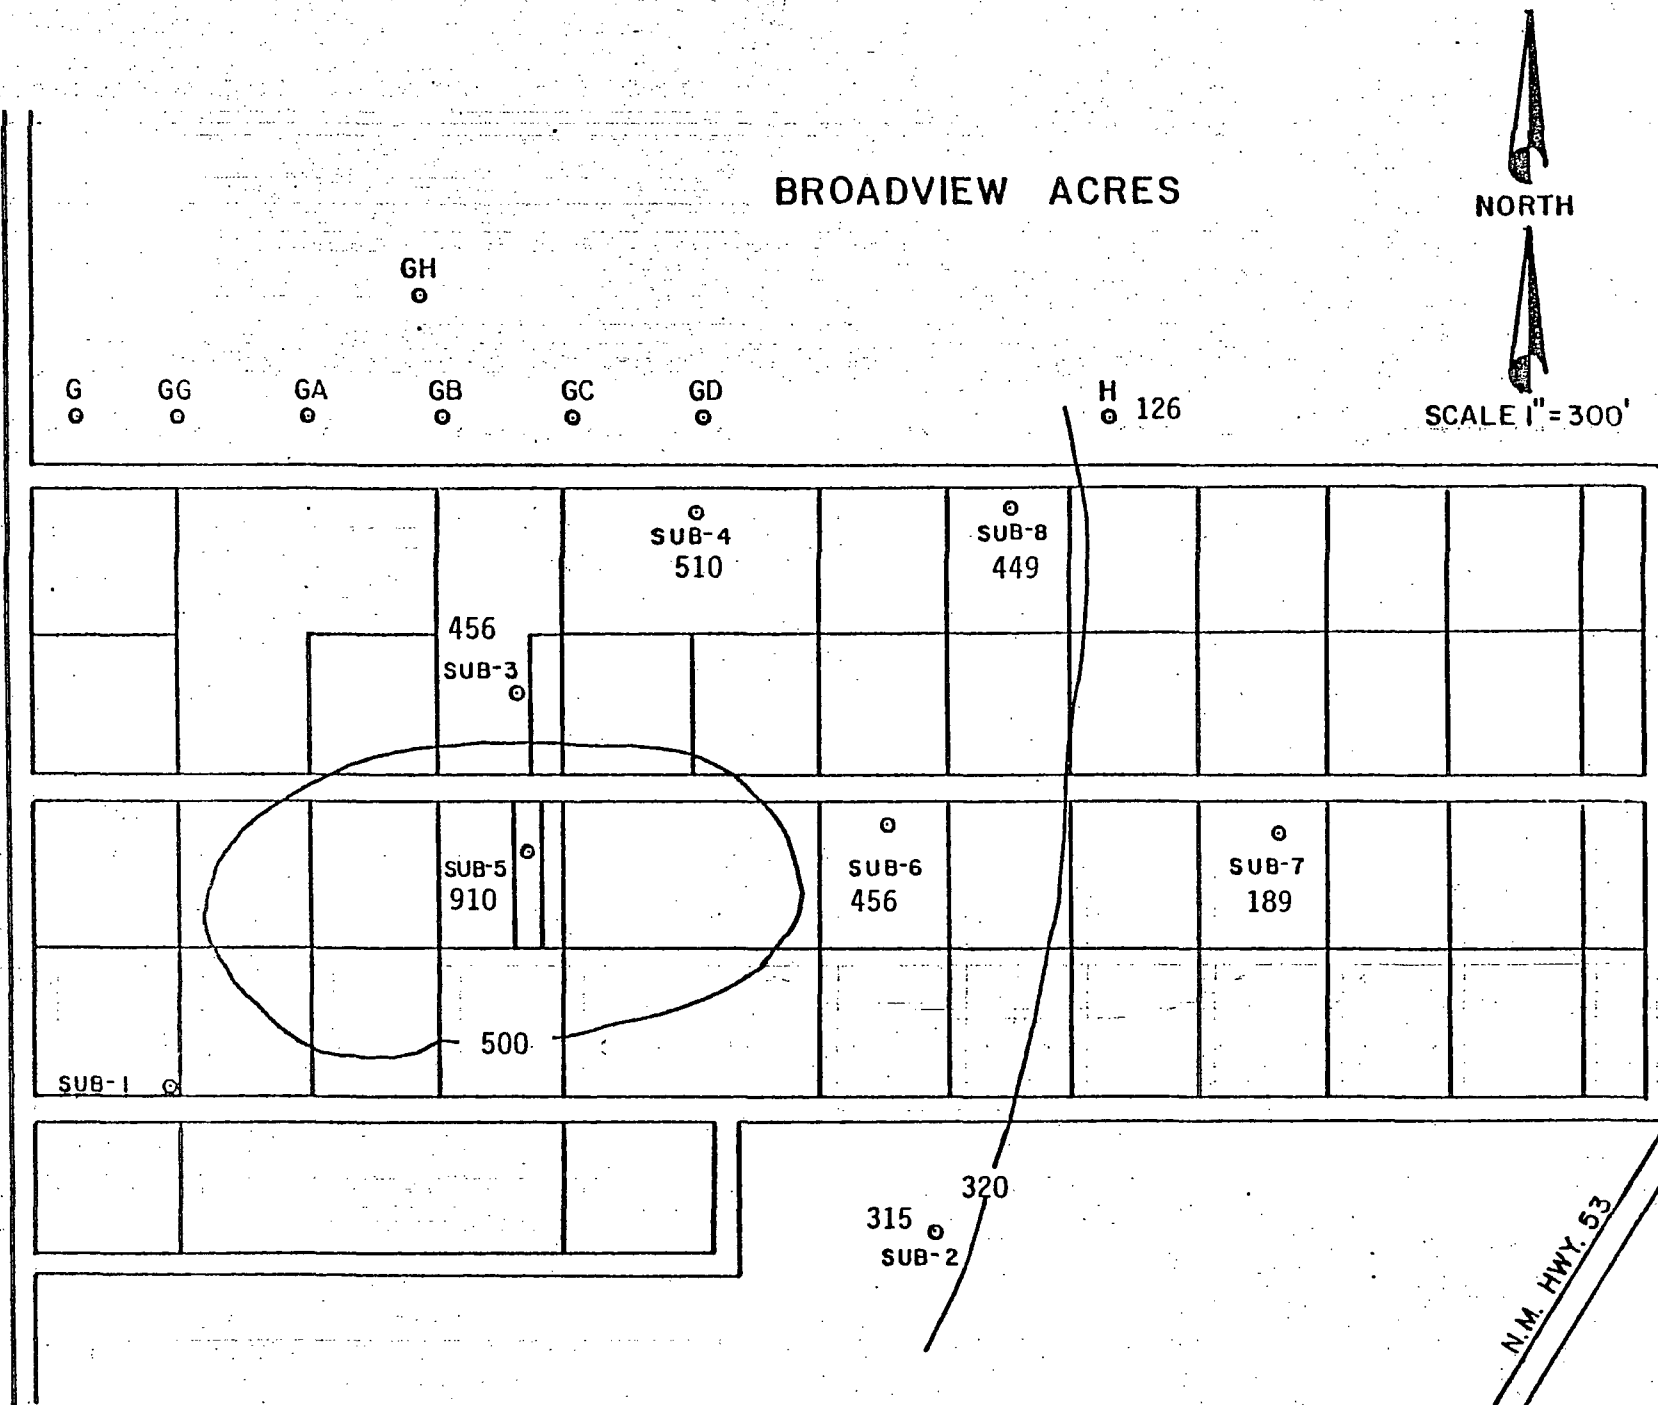 BROADVIEW ACRES
NORTH
GH
G GG GA GB GC GD H 126
SCALE 1"=300'
SUB-4
510
SUB-8
449
456
SUB-3
SUB-5
910
SUB-6
456
SUB-7
189
500
SUB-1
320
315
SUB-2
N.M. HWY. 53